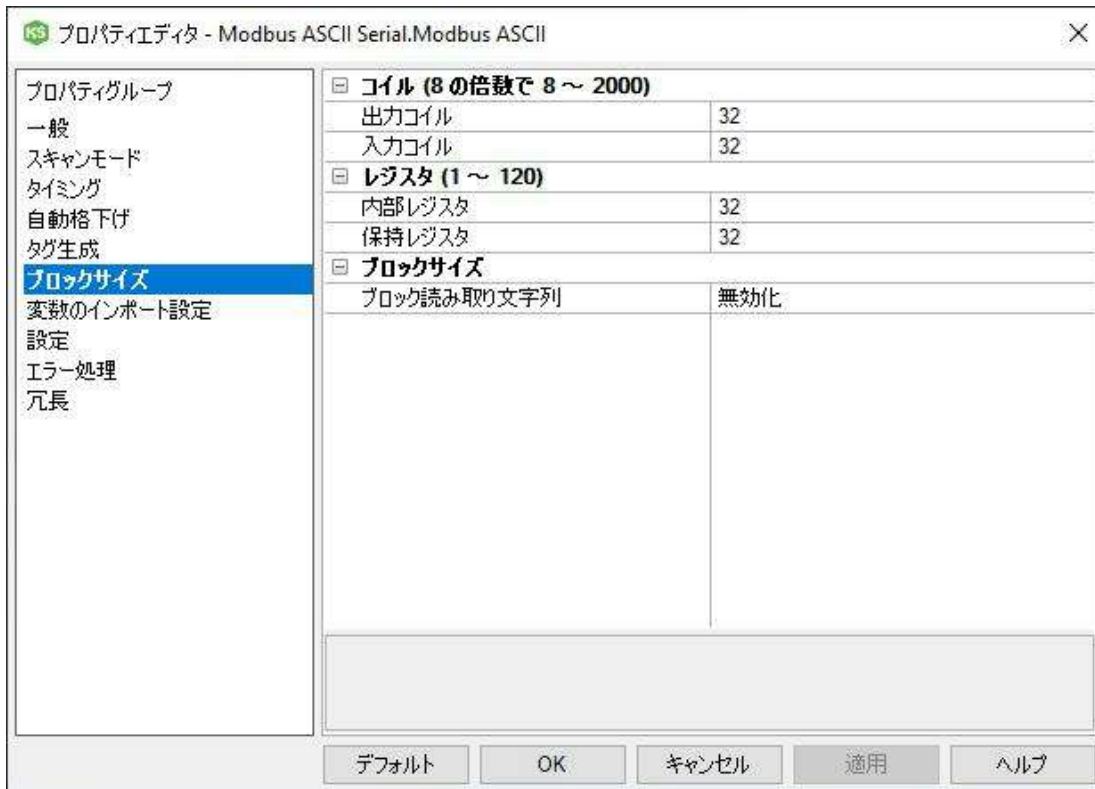 KS プロパティエディタ - Modbus ASCII Serial.Modbus ASCII
プロパティグループ
一般
スキャンモード
タイミング
自動格下げ
タグ生成
ブロックサイズ
変数のインポート設定
設定
エラー処理
冗長
コイル (8 の倍数で 8 ～ 2000)
出力コイル 32
入力コイル 32
レジスタ (1 ～ 120)
内部レジスタ 32
保持レジスタ 32
ブロックサイズ
ブロック読み取り文字列 無効化
デフォルト OK キャンセル 適用 ヘルプ